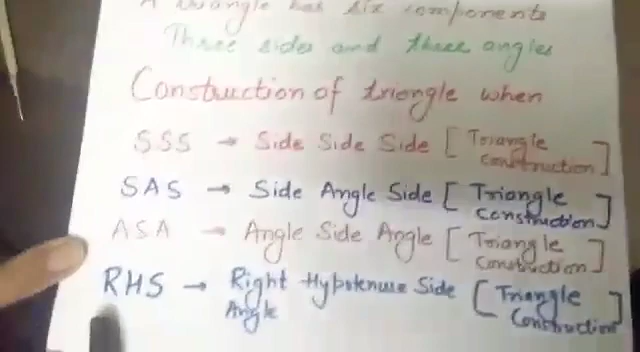 A triangle has six components
Three sides and three angles
Construction of triangle when
SSS → Side Side Side [Triangle Construction]
SAS → Side Angle Side [Triangle Construction]
ASA → Angle Side Angle [Triangle Construction]
RHS → Right Angle Hypotenuse Side [Triangle Construction]